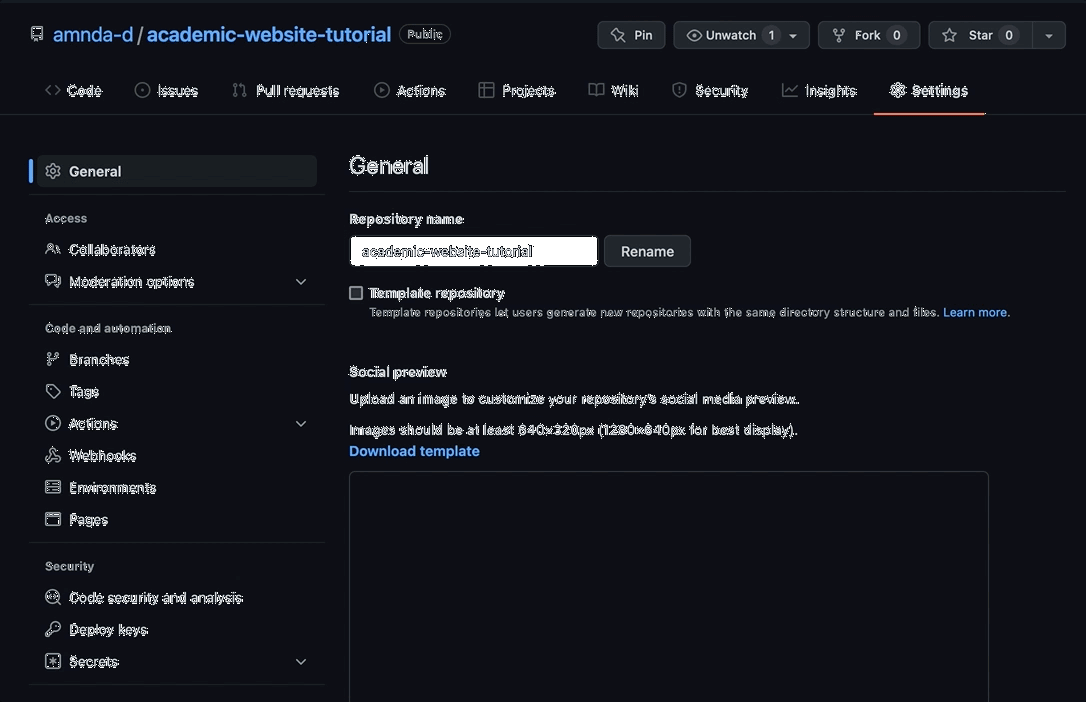 amnda-d / academic-website-tutorial Public
Pin Unwatch 1 Fork 0 Star 0
Code Issues Pull requests Actions Projects Wiki Security Insights Settings
General
Access
Collaborators
Moderation options
Code and automation
Branches
Tags
Actions
Webhooks
Environments
Pages
Security
Code security and analysis
Deploy keys
Secrets
General
Repository name
academic-website-tutorial Rename
Template repository
Template repositories let users generate new repositories with the same directory structure and files. Learn more.
Social preview
Upload an image to customize your repository's social media preview.
Images should be at least 640×320px (1280×640px for best display).
Download template